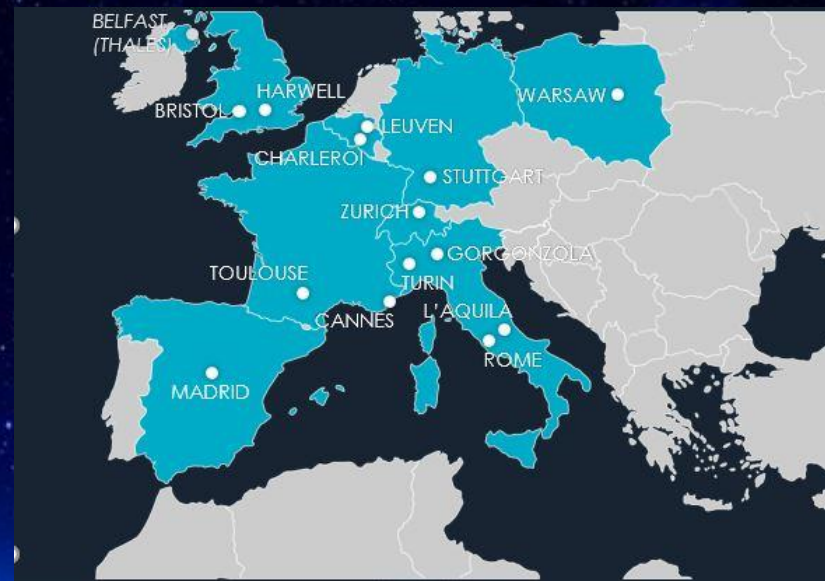 BELFAST
(THALES)
HARWELL
BRISTOL
WARSAW
LEUVEN
CHARLEROI
STUTTGART
ZURICH
GORGONZOLA
TOULOUSE
TURIN
CANNES
L'AQUILA
ROME
MADRID